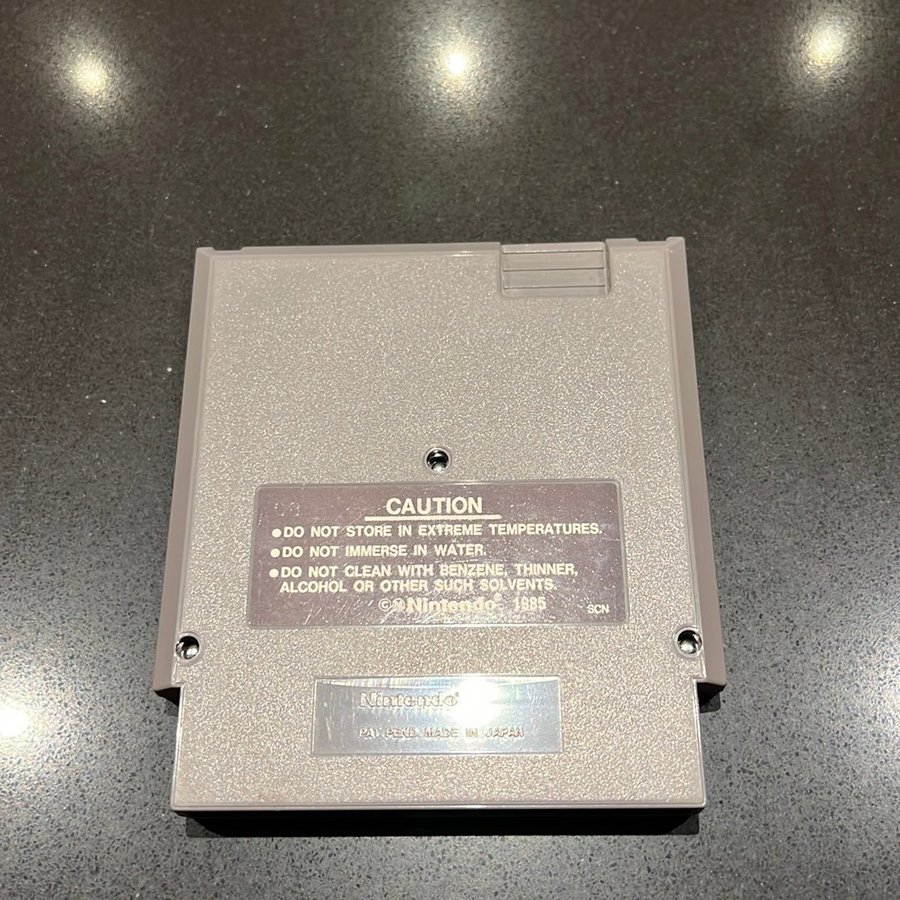 CAUTION
●DO NOT STORE IN EXTREME TEMPERATURES.
●DO NOT IMMERSE IN WATER.
●DO NOT CLEAN WITH BENZENE, THINNER,
ALCOHOL OR OTHER SUCH SOLVENTS.
©Nintendo® 1985 SCN
Nintendo®
PAT. PEND. MADE IN JAPAN